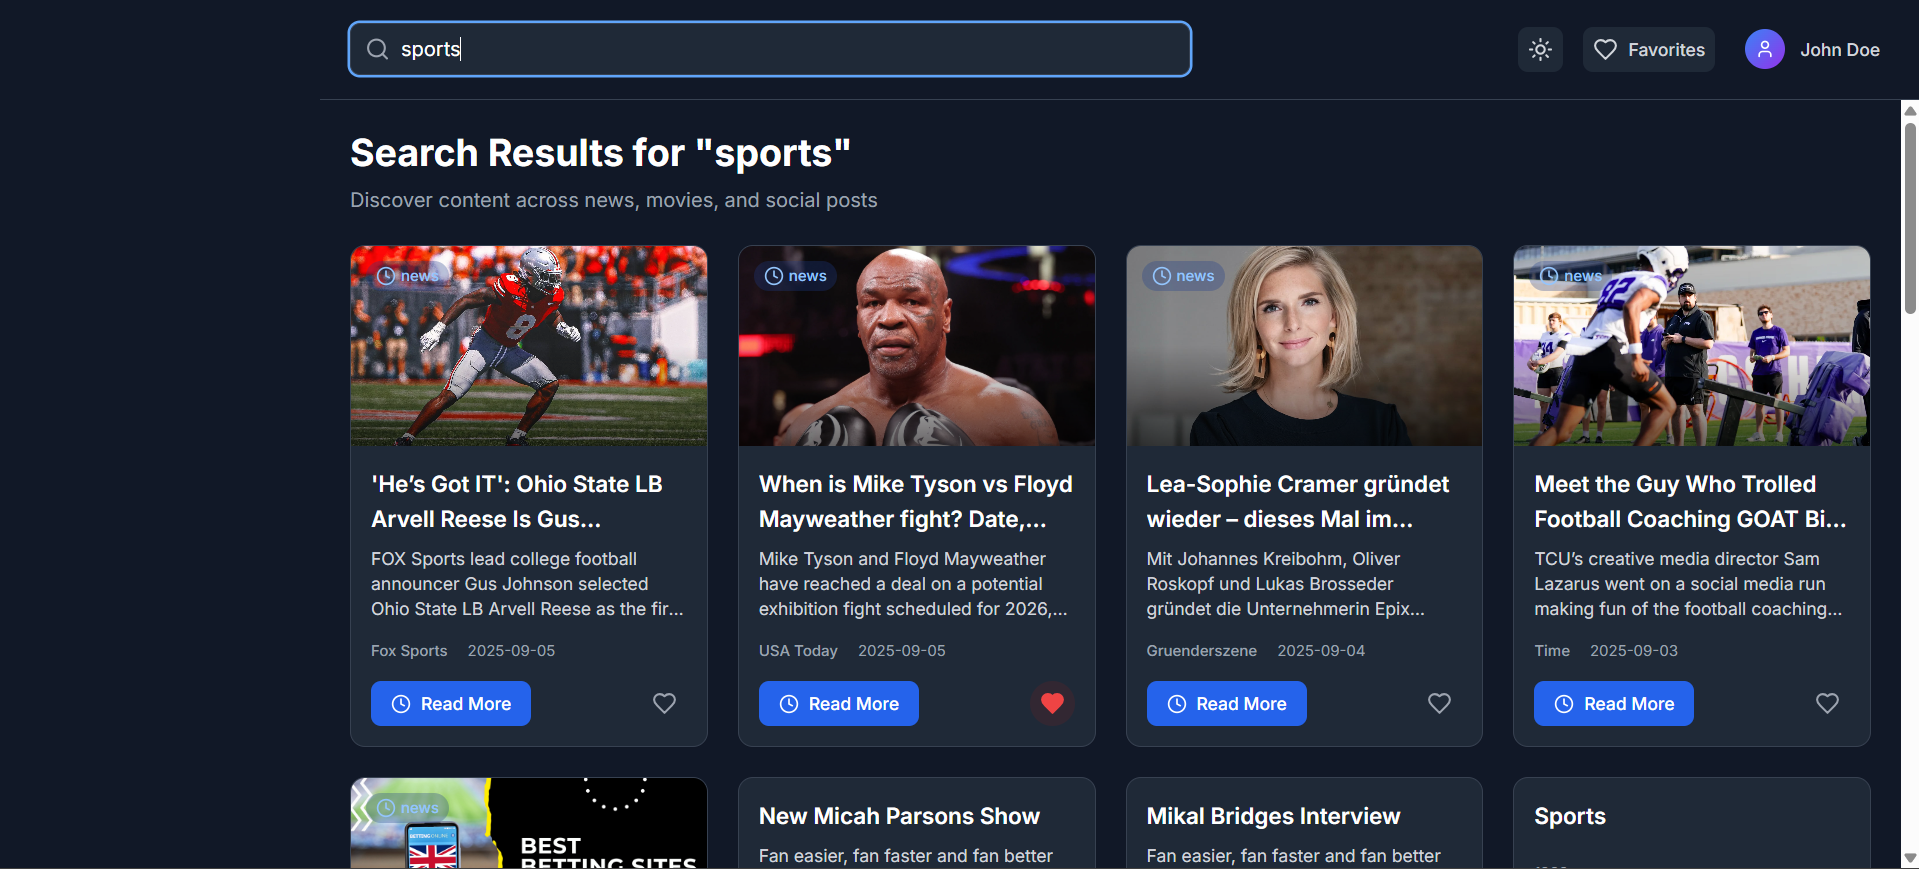 sports
Favorites
John Doe
Search Results for "sports"
Discover content across news, movies, and social posts
news
'He's Got IT': Ohio State LB
Arvell Reese Is Gus...
FOX Sports lead college football
announcer Gus Johnson selected
Ohio State LB Arvell Reese as the fir...
Fox Sports 2025-09-05
Read More
news
When is Mike Tyson vs Floyd
Mayweather fight? Date,...
Mike Tyson and Floyd Mayweather
have reached a deal on a potential
exhibition fight scheduled for 2026,...
USA Today 2025-09-05
Read More
news
Lea-Sophie Cramer gründet
wieder – dieses Mal im...
Mit Johannes Kreibohm, Oliver
Roskopf und Lukas Brosseder
gründet die Unternehmerin Epix...
Gruenderszene 2025-09-04
Read More
news
Meet the Guy Who Trolled
Football Coaching GOAT Bi...
TCU's creative media director Sam
Lazarus went on a social media run
making fun of the football coaching...
Time 2025-09-03
Read More
news
BEST
BETTING SITES
New Micah Parsons Show
Fan easier, fan faster and fan better
Mikal Bridges Interview
Fan easier, fan faster and fan better
Sports